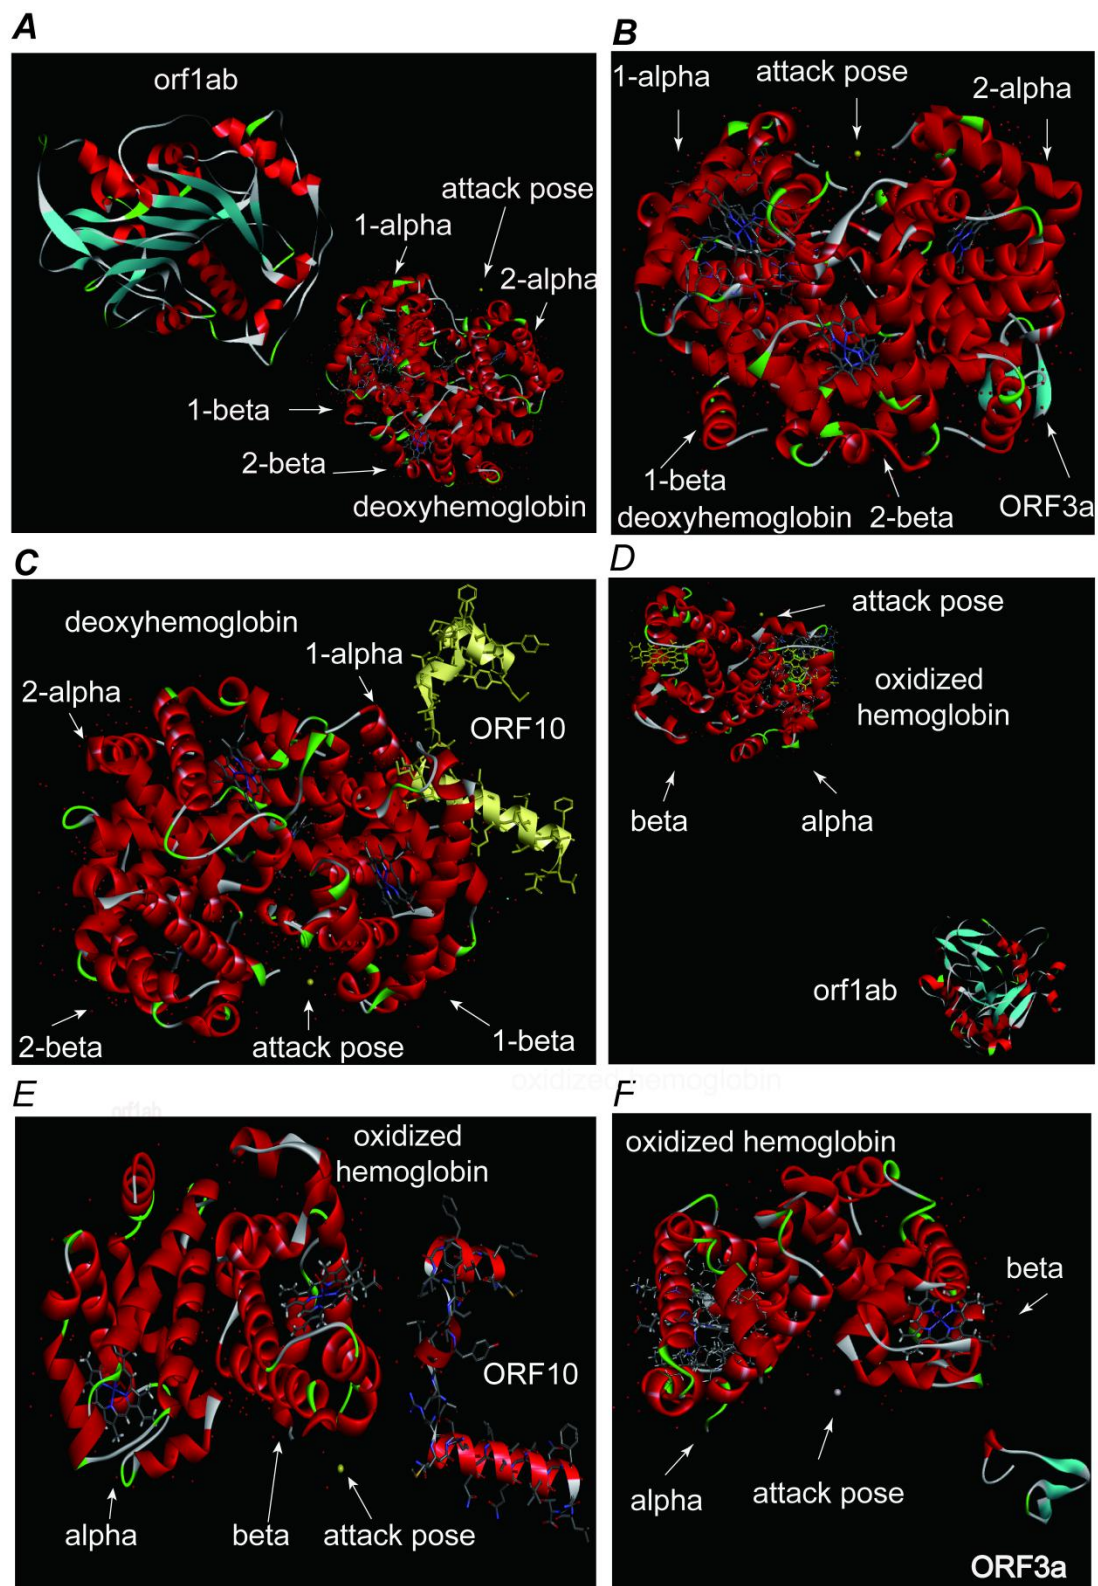 A
orf1ab
attack pose
1-alpha
2-alpha
1-beta
2-beta
deoxyhemoglobin
B
1-alpha
attack pose
2-alpha
1-beta
deoxyhemoglobin
2-beta
ORF3a
C
deoxyhemoglobin
1-alpha
2-alpha
ORF10
2-beta
attack pose
1-beta
D
attack pose
oxidized
hemoglobin
beta
alpha
orf1ab
oxidized hemoglobin
E
orf1ab
oxidized
hemoglobin
ORF10
alpha
beta
attack pose
F
oxidized hemoglobin
beta
alpha
attack pose
ORF3a